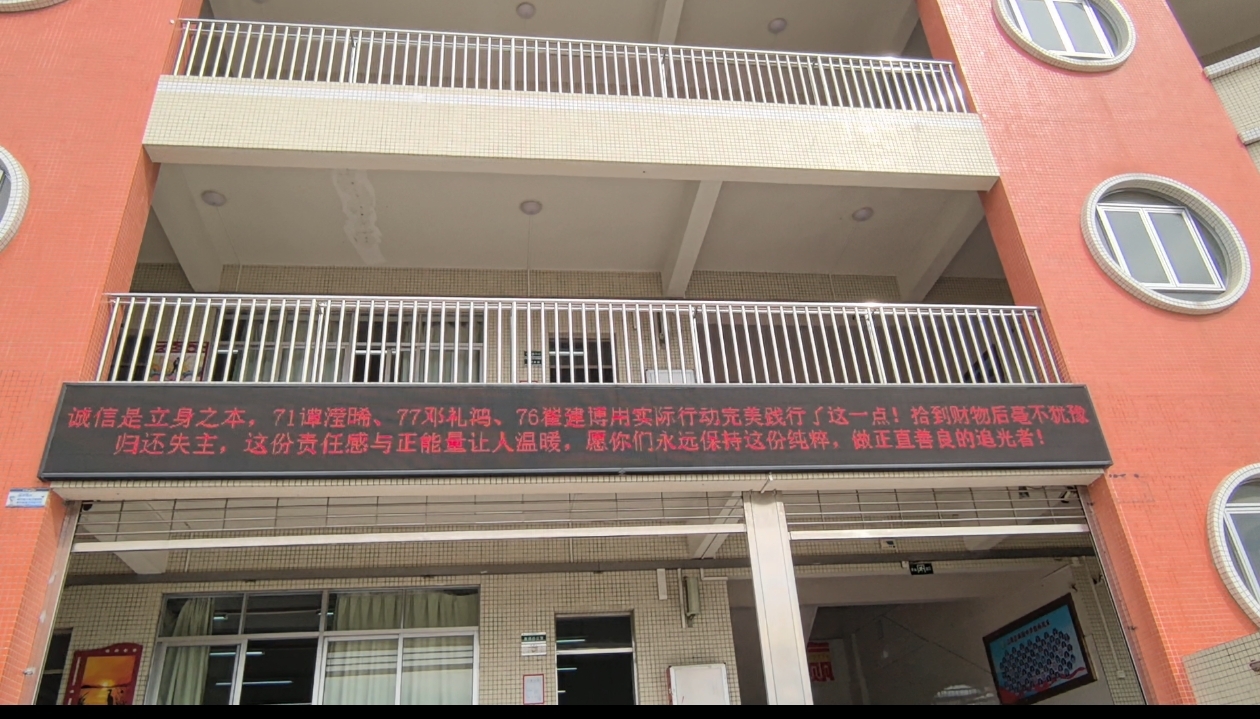 诚信是立身之本，71谭滢晞、77邓礼鸿、76崔建博用实际行动完美践行了这一点！拾到财物后毫不犹豫
归还失主，这份责任感与正能量让人温暖，愿你们永远保持这份纯粹，做正直善良的追光者！